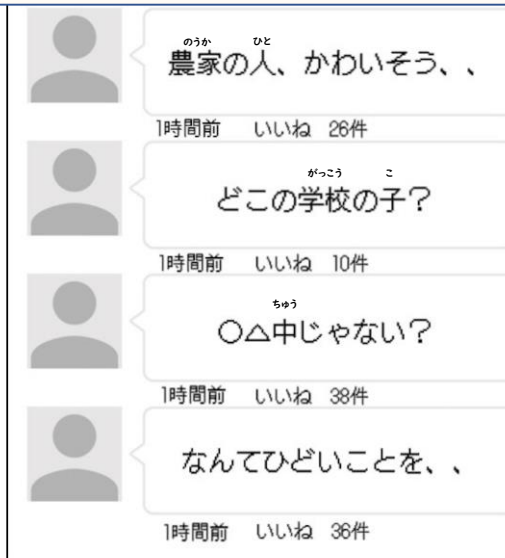 のうか ひと
農家の人、かわいそう、、
1時間前 いいね 26件
がっこう こ
どこの学校の子？
1時間前 いいね 10件
ちゅう
○△中じゃない？
1時間前 いいね 38件
なんてひどいことを、、
1時間前 いいね 36件